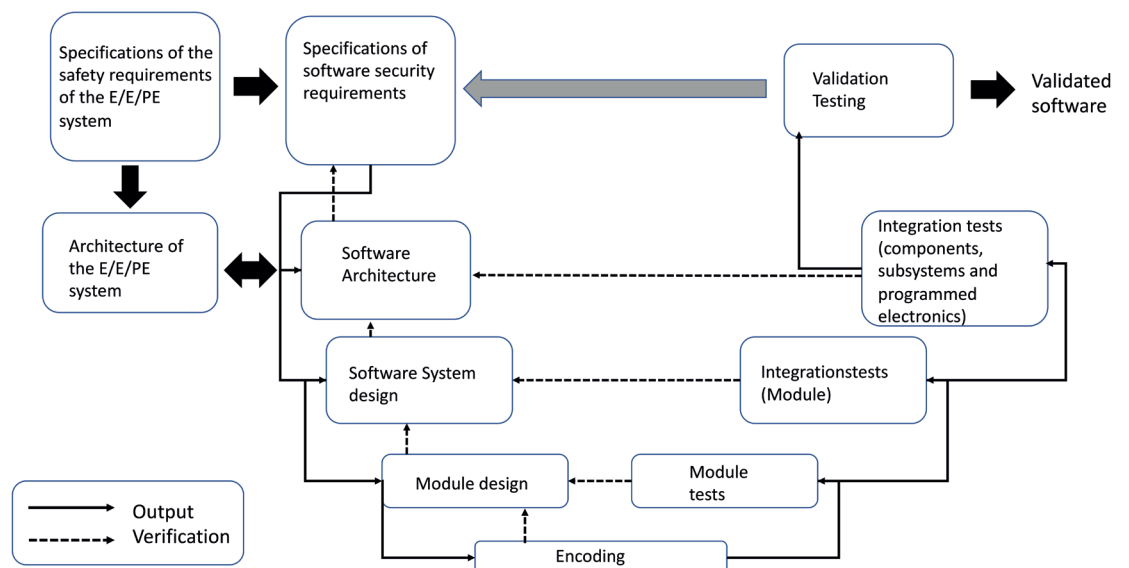 Specifications of the
safety requirements
of the E/E/PE
system
Specifications of
software security
requirements
Validation
Testing
Validated
software
Architecture of
the E/E/PE
system
Software
Architecture
Integration tests
(components,
subsystems and
programmed
electronics)
Software System
design
Integrationstests
(Module)
Module design
Module
tests
Encoding
Output
Verification